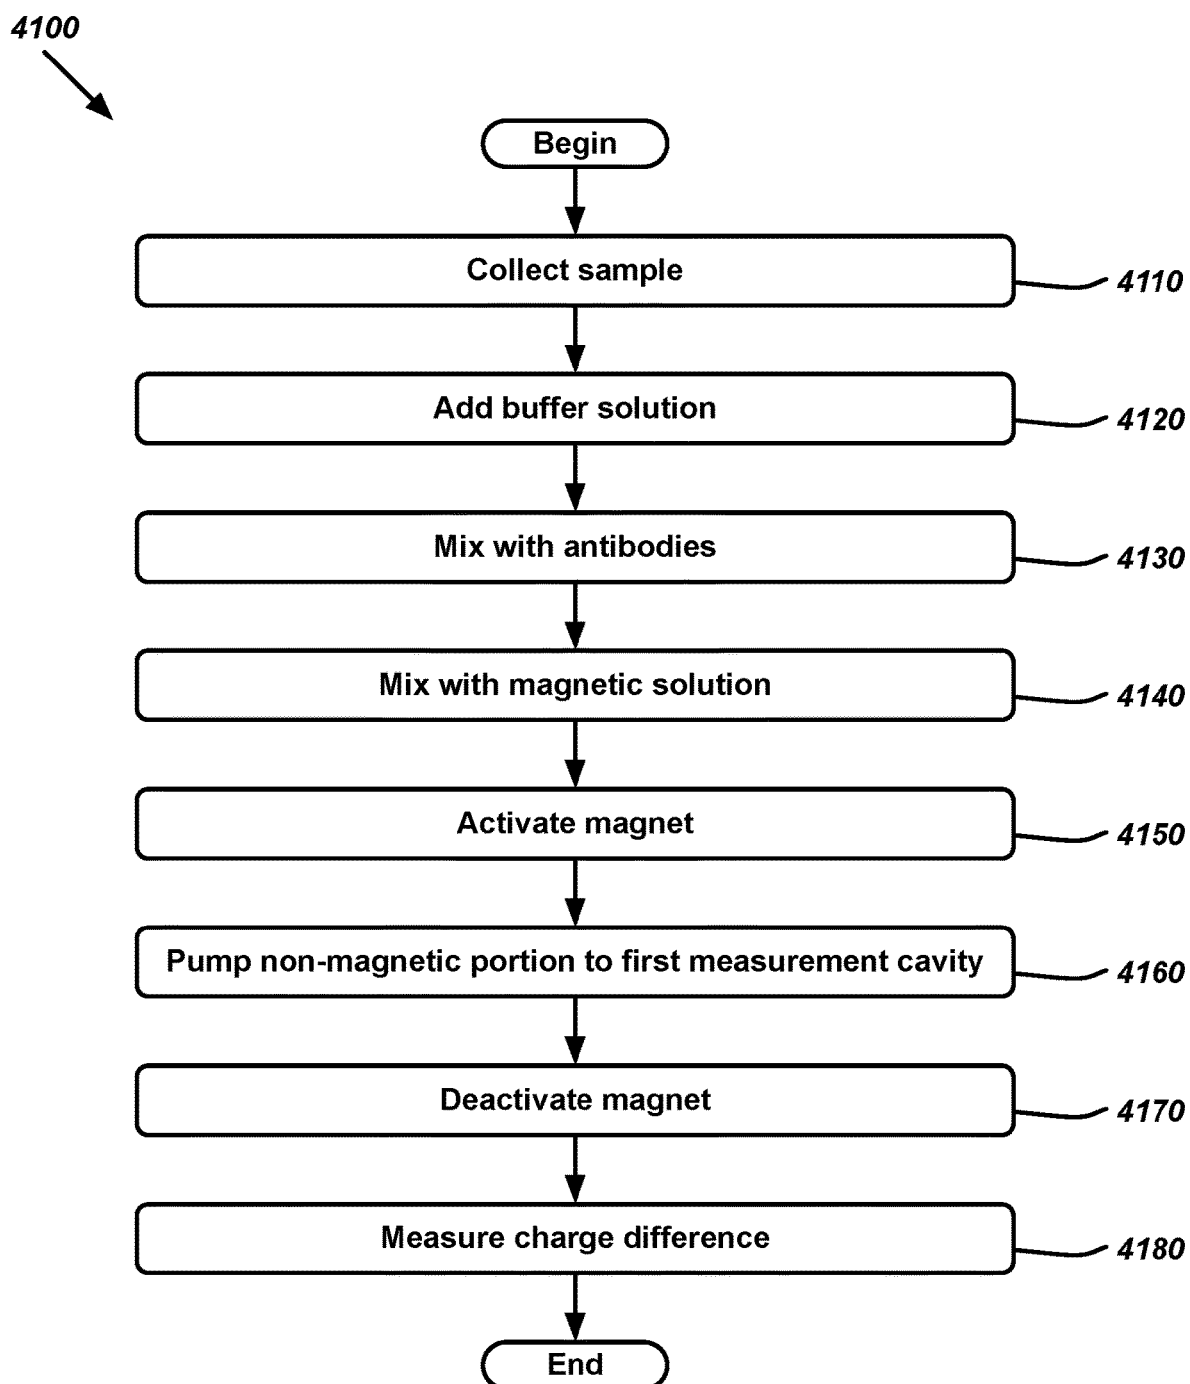 4100
Begin
Collect sample
4110
Add buffer solution
4120
Mix with antibodies
4130
Mix with magnetic solution
4140
Activate magnet
4150
Pump non-magnetic portion to first measurement cavity
4160
Deactivate magnet
4170
Measure charge difference
4180
End